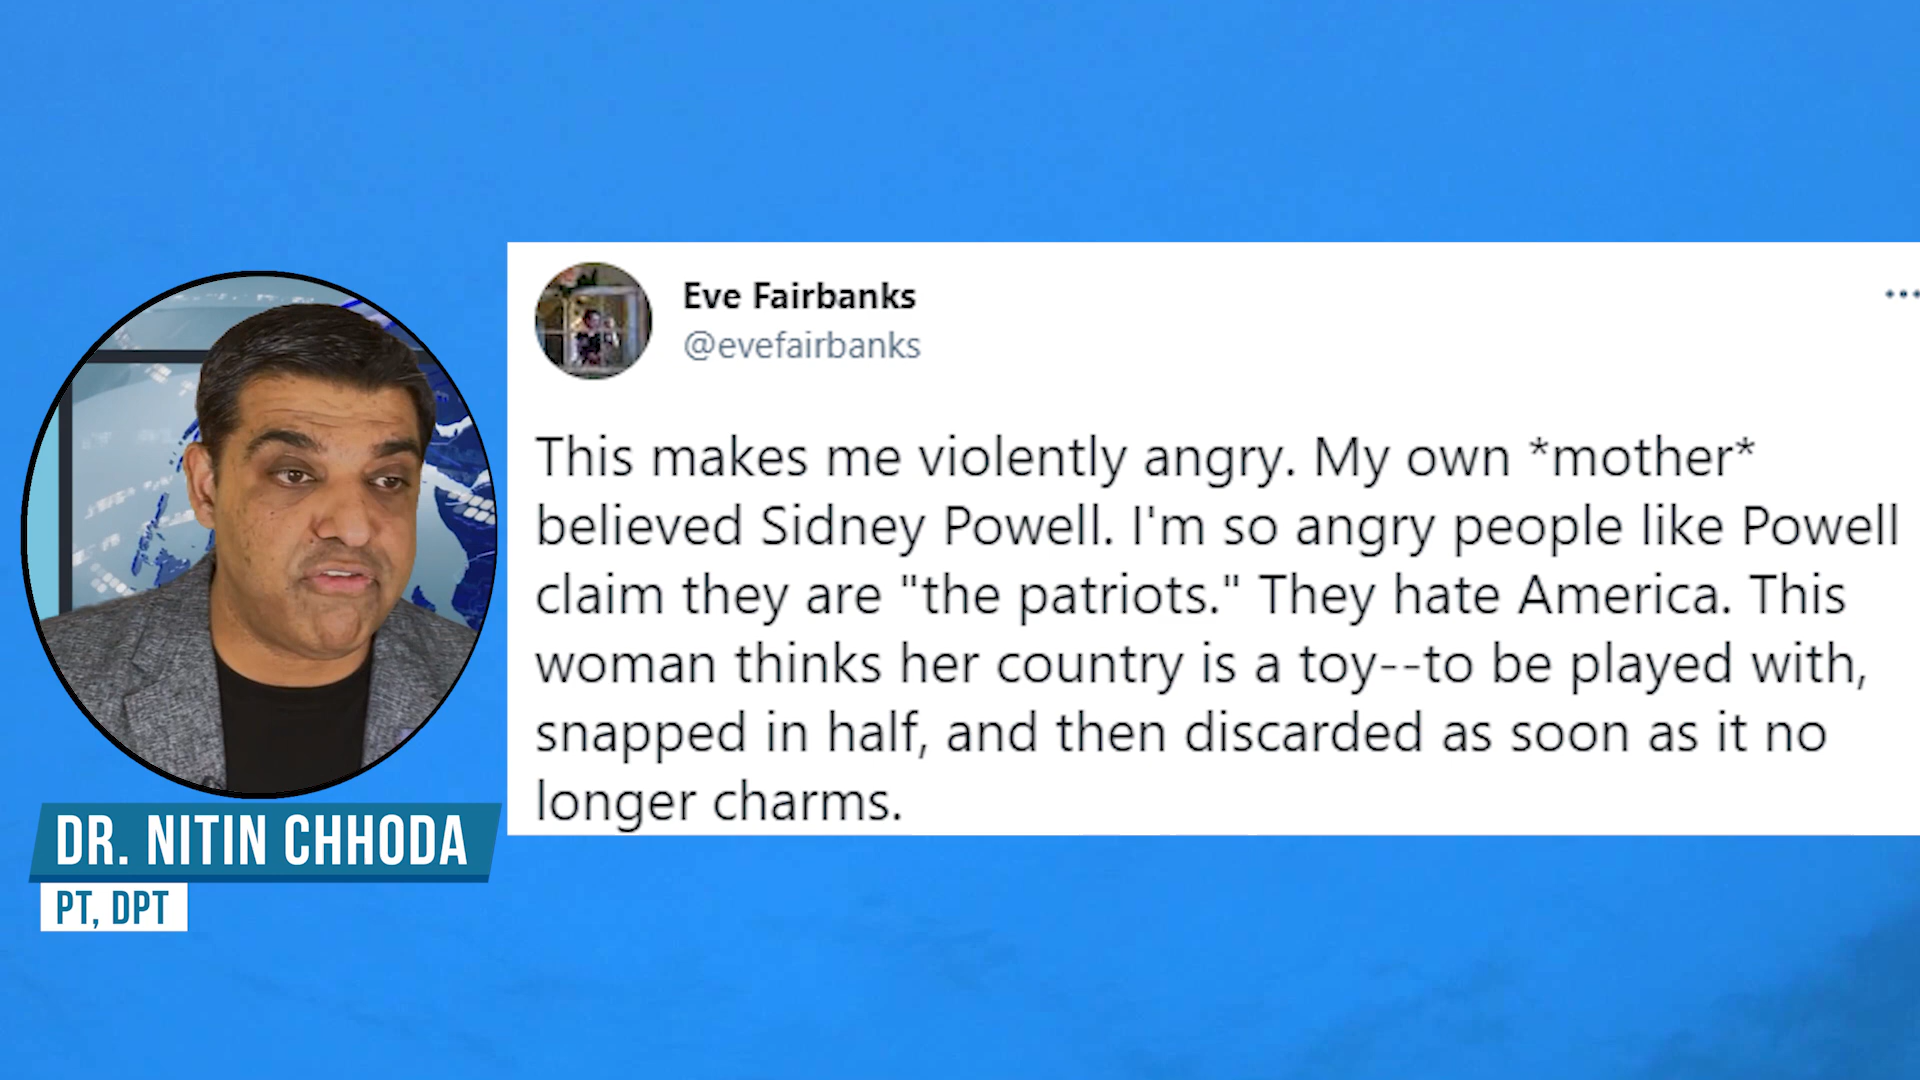 Eve Fairbanks
@evefairbanks
This makes me violently angry. My own *mother*
believed Sidney Powell. I'm so angry people like Powell
claim they are "the patriots." They hate America. This
woman thinks her country is a toy--to be played with,
snapped in half, and then discarded as soon as it no
longer charms.
DR. NITIN CHHODA
PT, DPT